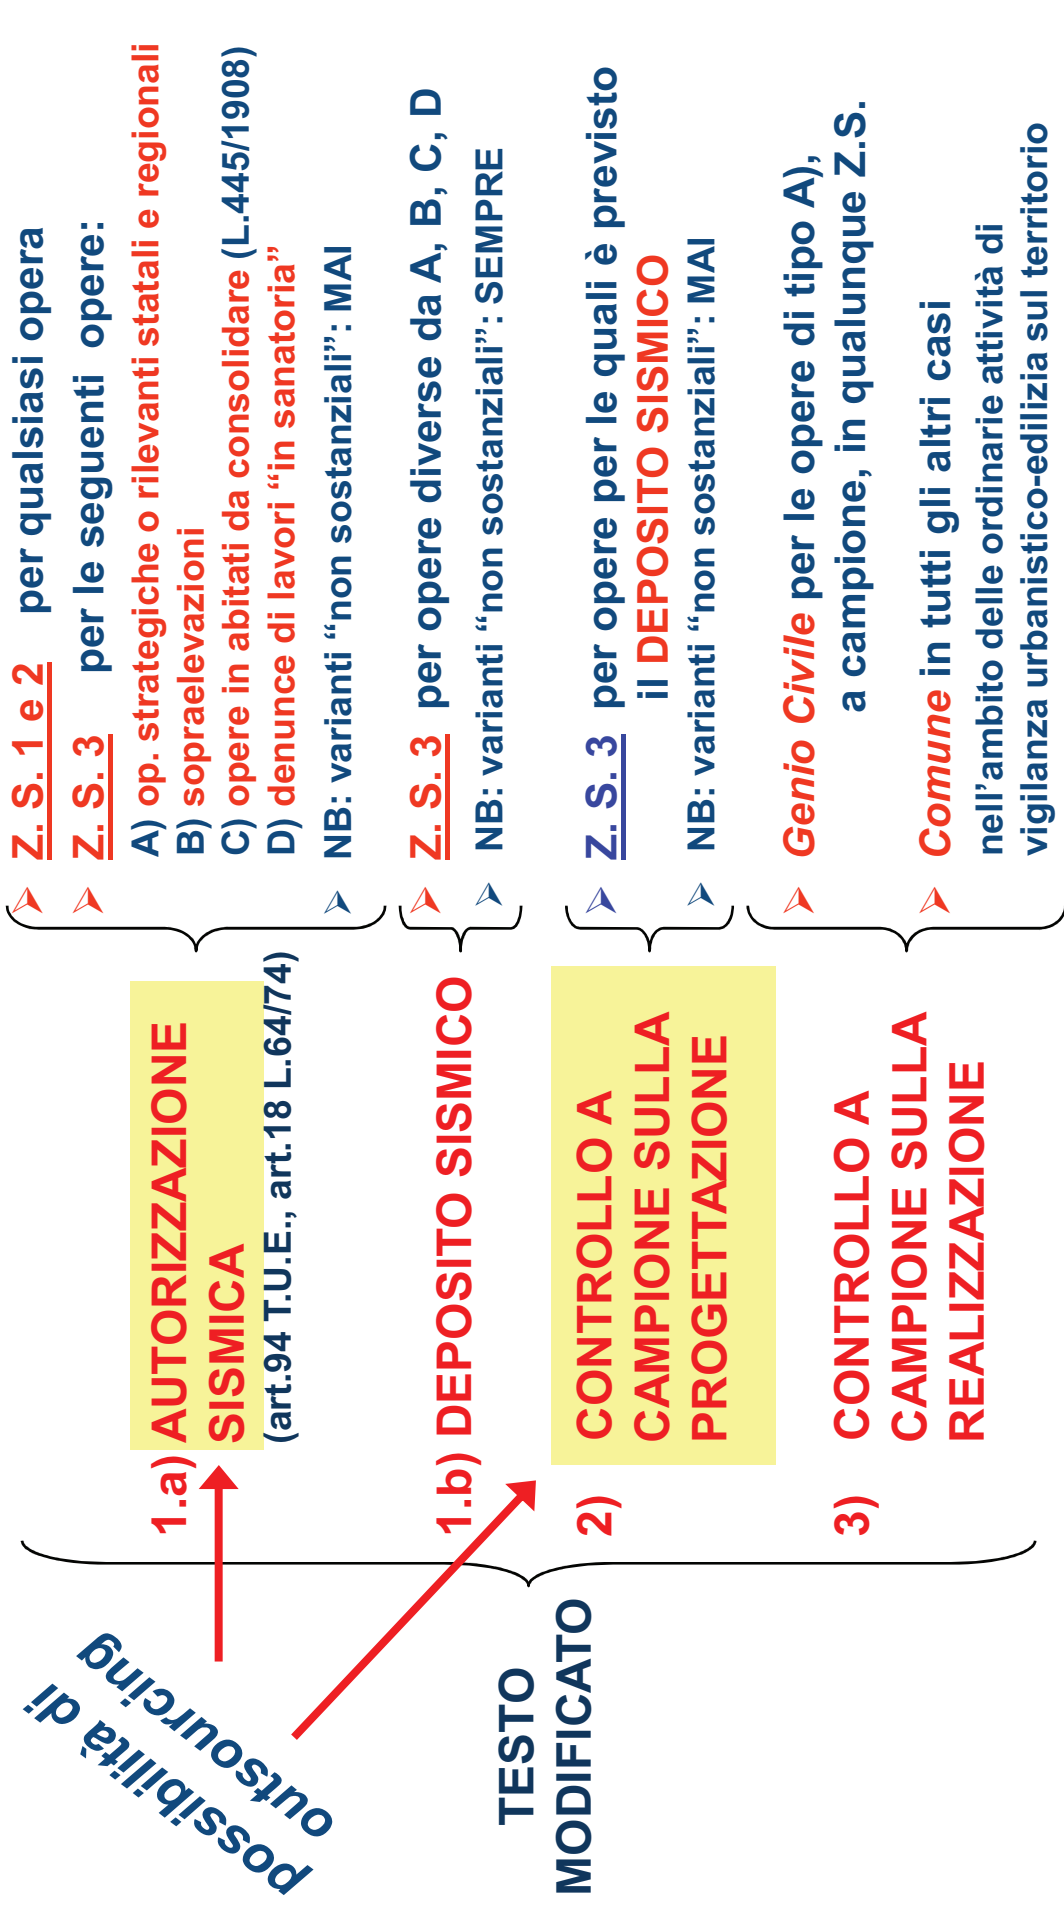 possibilità di
outsourcing
TESTO
MODIFICATO
1.a) AUTORIZZAZIONE
SISMICA
(art.94 T.U.E., art.18 L.64/74)
Z. S. 1 e 2 per qualsiasi opera
Z. S. 3 per le seguenti opere:
A) op. strategiche o rilevanti statali e regionali
B) sopraelevazioni
C) opere in abitati da consolidare (L.445/1908)
D) denunce di lavori “in sanatoria”
NB: varianti “non sostanziali”: MAI
1.b) DEPOSITO SISMICO
Z. S. 3 per opere diverse da A, B, C, D
NB: varianti “non sostanziali”: SEMPRE
2) CONTROLLO A
CAMPIONE SULLA
PROGETTAZIONE
Z. S. 3 per opere per le quali è previsto
il DEPOSITO SISMICO
NB: varianti “non sostanziali”: MAI
3) CONTROLLO A
CAMPIONE SULLA
REALIZZAZIONE
Genio Civile per le opere di tipo A),
a campione, in qualunque Z.S.
Comune in tutti gli altri casi
nell’ambito delle ordinarie attività di
vigilanza urbanistico-edilizia sul territorio